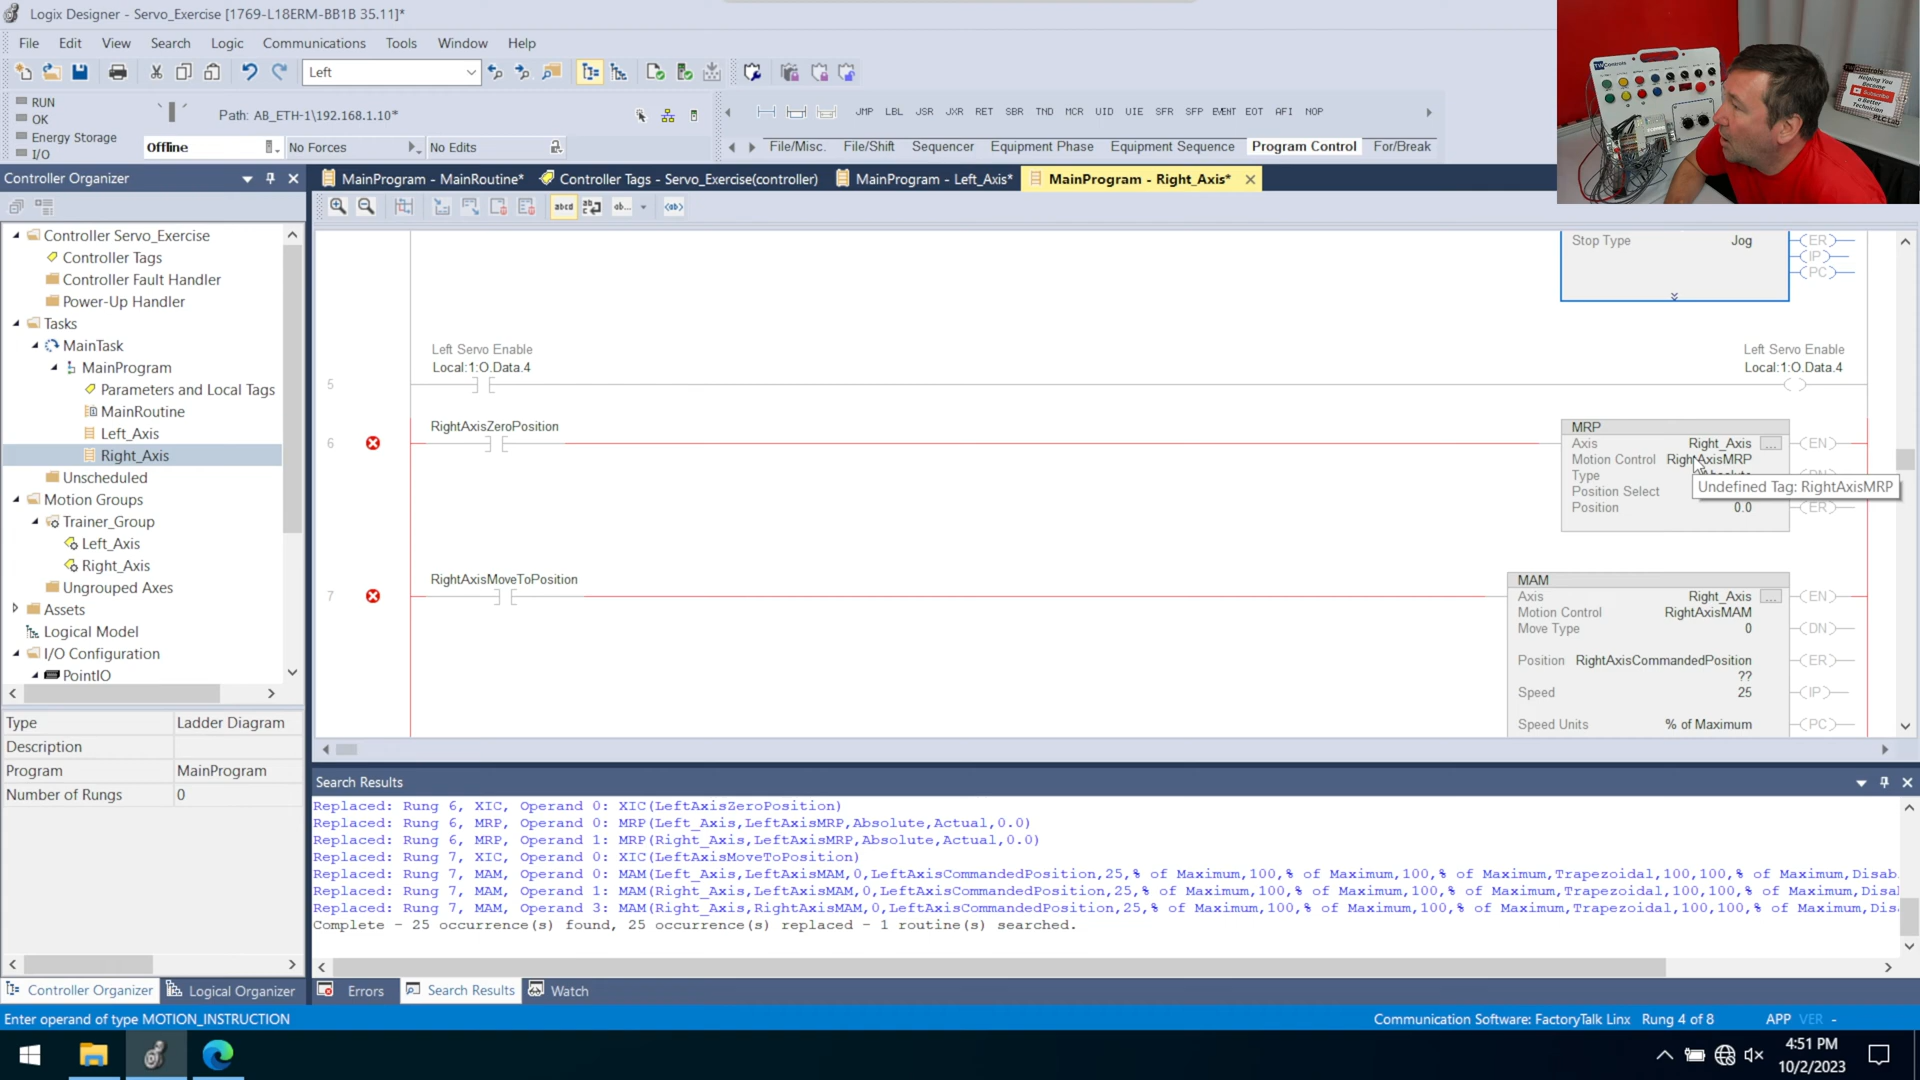 Logix Designer - Servo_Exercise [1769-L18ERM-BB1B 35.11]*
File Edit View Search Logic Communications Tools Window Help
Left
RUN
OK
Energy Storage
I/O
Path: AB_ETH-1\192.168.1.10*
Offline
No Forces
No Edits
JMP LBL JSR JXR RET SBR TND MCR UID UIE SFR SFP EVENT EOT AFI NOP
File/Misc. File/Shift Sequencer Equipment Phase Equipment Sequence Program Control For/Break
TWControls
Helping You
Become
Subscribe
a Better
Technician
PLC Lab
Controller Organizer
MainProgram - MainRoutine*
Controller Tags - Servo_Exercise(controller)
MainProgram - Left_Axis*
MainProgram - Right_Axis*
Controller Servo_Exercise
Controller Tags
Controller Fault Handler
Power-Up Handler
Tasks
MainTask
MainProgram
Parameters and Local Tags
MainRoutine
Left_Axis
Right_Axis
Unscheduled
Motion Groups
Trainer_Group
Left_Axis
Right_Axis
Ungrouped Axes
Assets
Logical Model
I/O Configuration
PointIO
Type Ladder Diagram
Description
Program MainProgram
Number of Rungs 0
abcd
ab...
<ab>
Stop Type Jog
ER
IP
PC
Left Servo Enable
Local:1:O.Data.4
Left Servo Enable
Local:1:O.Data.4
5
RightAxisZeroPosition
6
MRP
Axis Right_Axis ... EN
Motion Control RightAxisMRP
Type
Position Select
Position 0.0
ER
Undefined Tag: RightAxisMRP
RightAxisMoveToPosition
7
MAM
Axis Right_Axis ... EN
Motion Control RightAxisMAM
Move Type 0 DN
Position RightAxisCommandedPosition ER
??
Speed 25 IP
Speed Units % of Maximum PC
Search Results
Replaced: Rung 6, XIC, Operand 0: XIC(LeftAxisZeroPosition)
Replaced: Rung 6, MRP, Operand 0: MRP(Left_Axis,LeftAxisMRP,Absolute,Actual,0.0)
Replaced: Rung 6, MRP, Operand 1: MRP(Right_Axis,LeftAxisMRP,Absolute,Actual,0.0)
Replaced: Rung 7, XIC, Operand 0: XIC(LeftAxisMoveToPosition)
Replaced: Rung 7, MAM, Operand 0: MAM(Left_Axis,LeftAxisMAM,0,LeftAxisCommandedPosition,25,% of Maximum,100,% of Maximum,100,% of Maximum,Trapezoidal,100,100,% of Maximum,Disab
Replaced: Rung 7, MAM, Operand 1: MAM(Right_Axis,LeftAxisMAM,0,LeftAxisCommandedPosition,25,% of Maximum,100,% of Maximum,100,% of Maximum,Trapezoidal,100,100,% of Maximum,Disa
Replaced: Rung 7, MAM, Operand 3: MAM(Right_Axis,RightAxisMAM,0,LeftAxisCommandedPosition,25,% of Maximum,100,% of Maximum,100,% of Maximum,Trapezoidal,100,100,% of Maximum,Dis
Complete - 25 occurrence(s) found, 25 occurrence(s) replaced - 1 routine(s) searched.
Controller Organizer
Logical Organizer
Errors
Search Results
Watch
Enter operand of type MOTION_INSTRUCTION
Communication Software: FactoryTalk Linx Rung 4 of 8 APP VER -
4:51 PM
10/2/2023